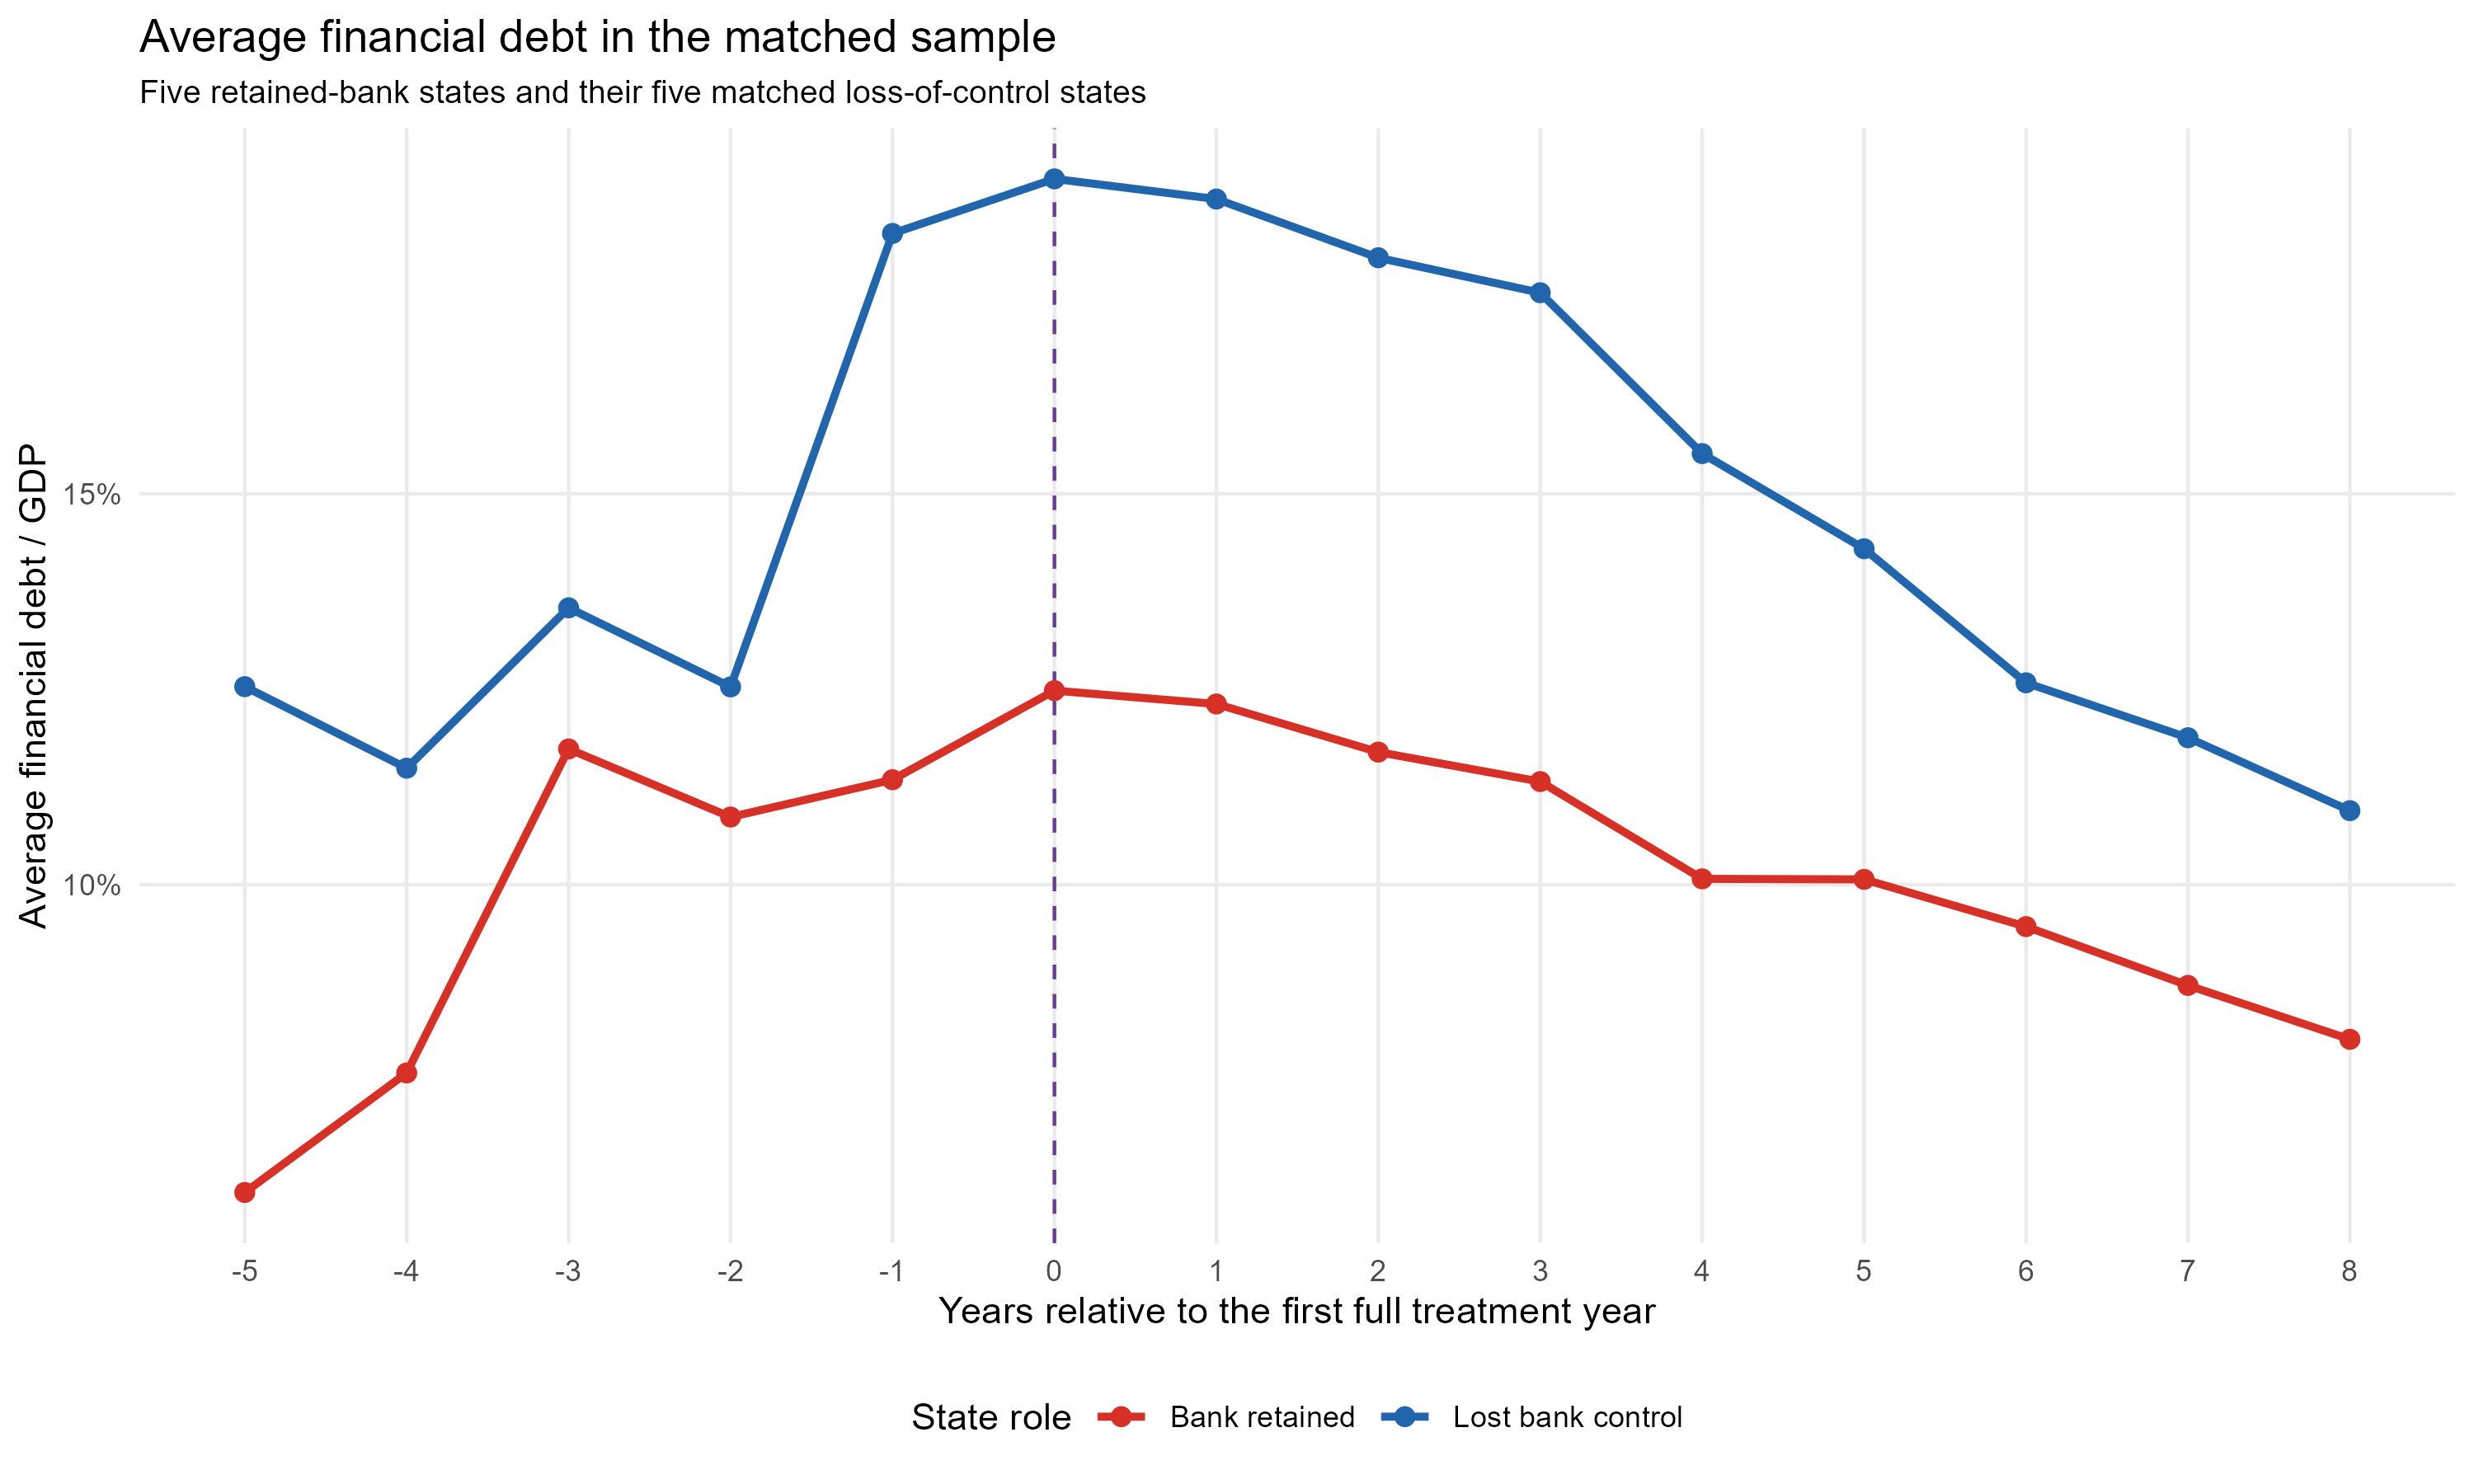 Average financial debt in the matched sample
Five retained-bank states and their five matched loss-of-control states
Average financial debt / GDP
15%
10%
-5 -4 -3 -2 -1 0 1 2 3 4 5 6 7 8
Years relative to the first full treatment year
State role Bank retained Lost bank control